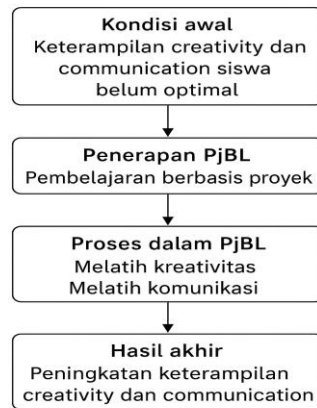 Kondisi awal
Keterampilan creativity dan
communication siswa
belum optimal
Penerapan PjBL
Pembelajaran berbasis proyek
Proses dalam PjBL
Melatih kreativitas
Melatih komunikasi
Hasil akhir
Peningkatan keterampilan
creativity dan communication